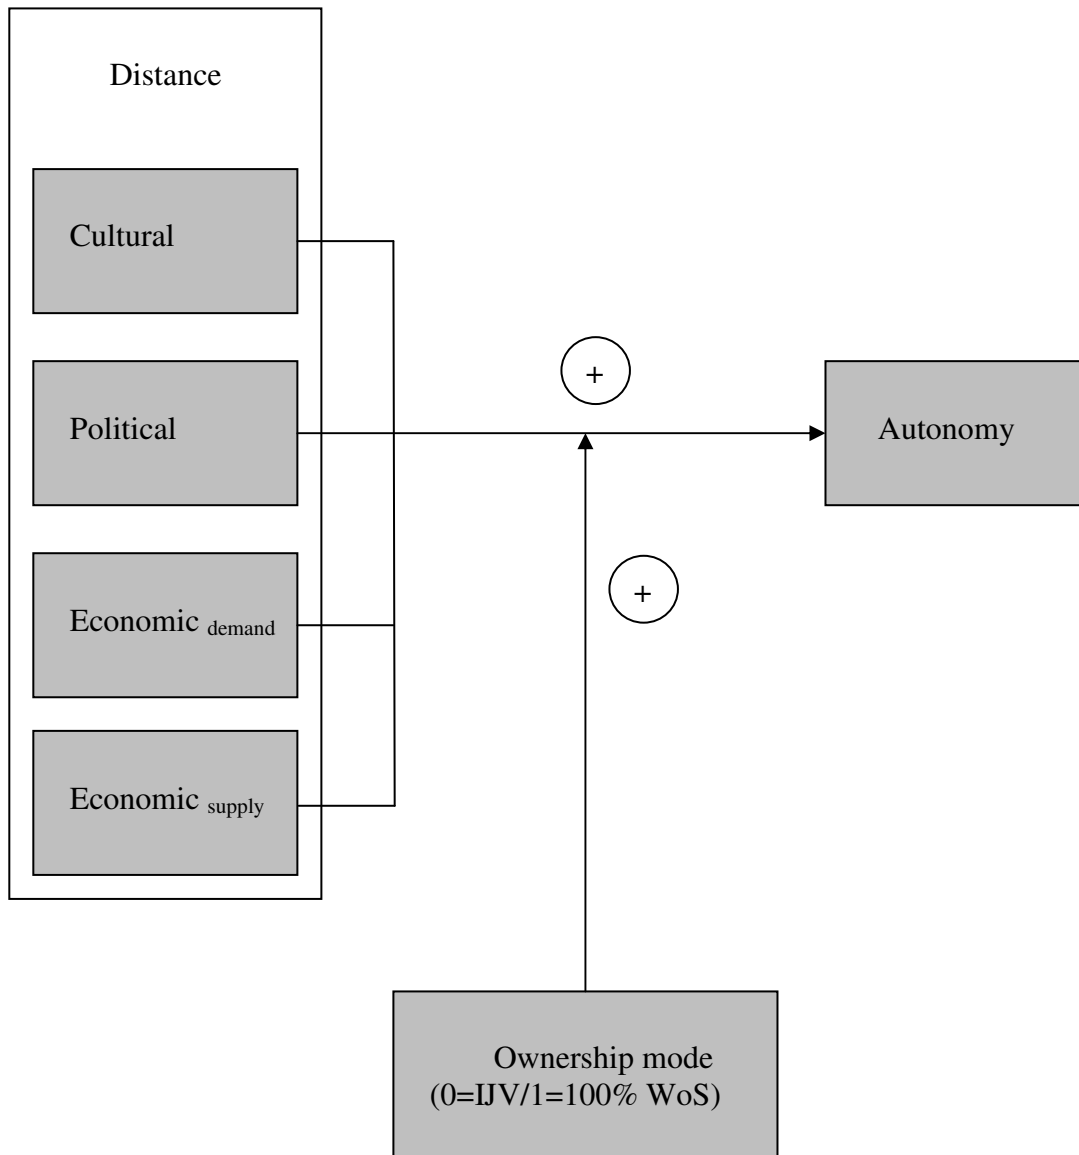 Distance
Cultural
+
Political
Autonomy
Economic demand
+
Economic supply
Ownership mode
(0=IJV/1=100% WoS)